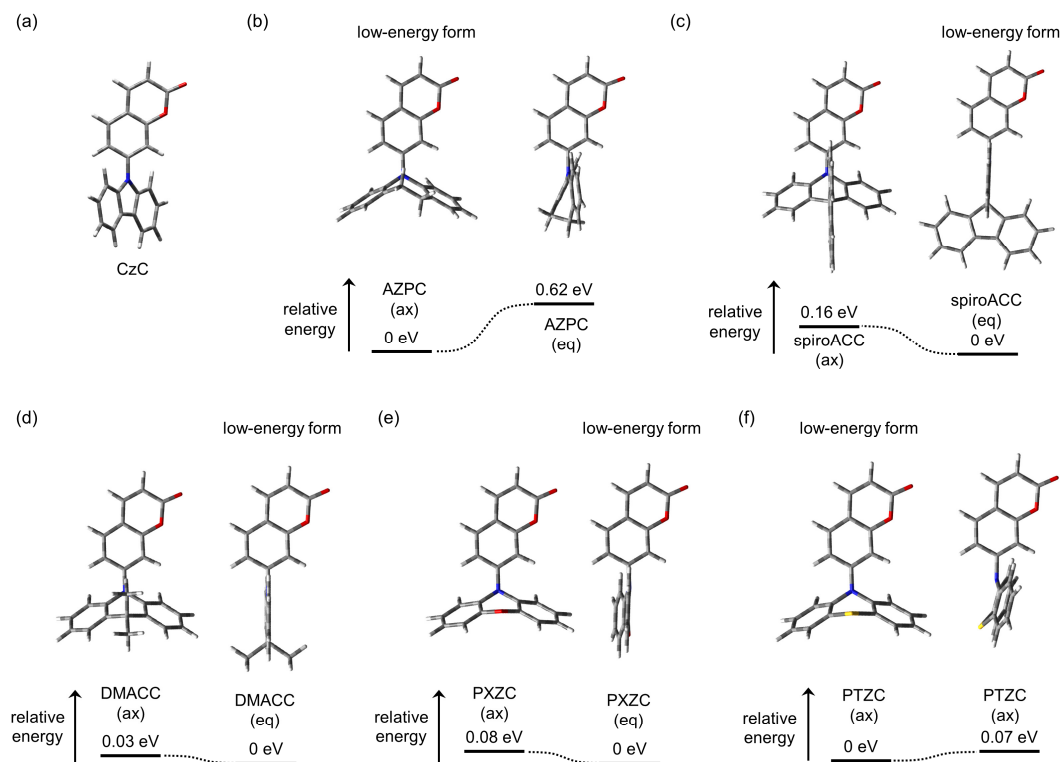 (a)
CzC
(b)
low-energy form
relative
energy
AZPC
(ax)
0 eV
0.62 eV
AZPC
(eq)
(c)
low-energy form
relative
energy
0.16 eV
spiroACC
(ax)
spiroACC
(eq)
0 eV
(d)
low-energy form
relative
energy
DMACC
(ax)
0.03 eV
DMACC
(eq)
0 eV
(e)
low-energy form
relative
energy
PXZC
(ax)
0.08 eV
PXZC
(eq)
0 eV
(f)
low-energy form
relative
energy
PTZC
(ax)
0 eV
PTZC
(ax)
0.07 eV